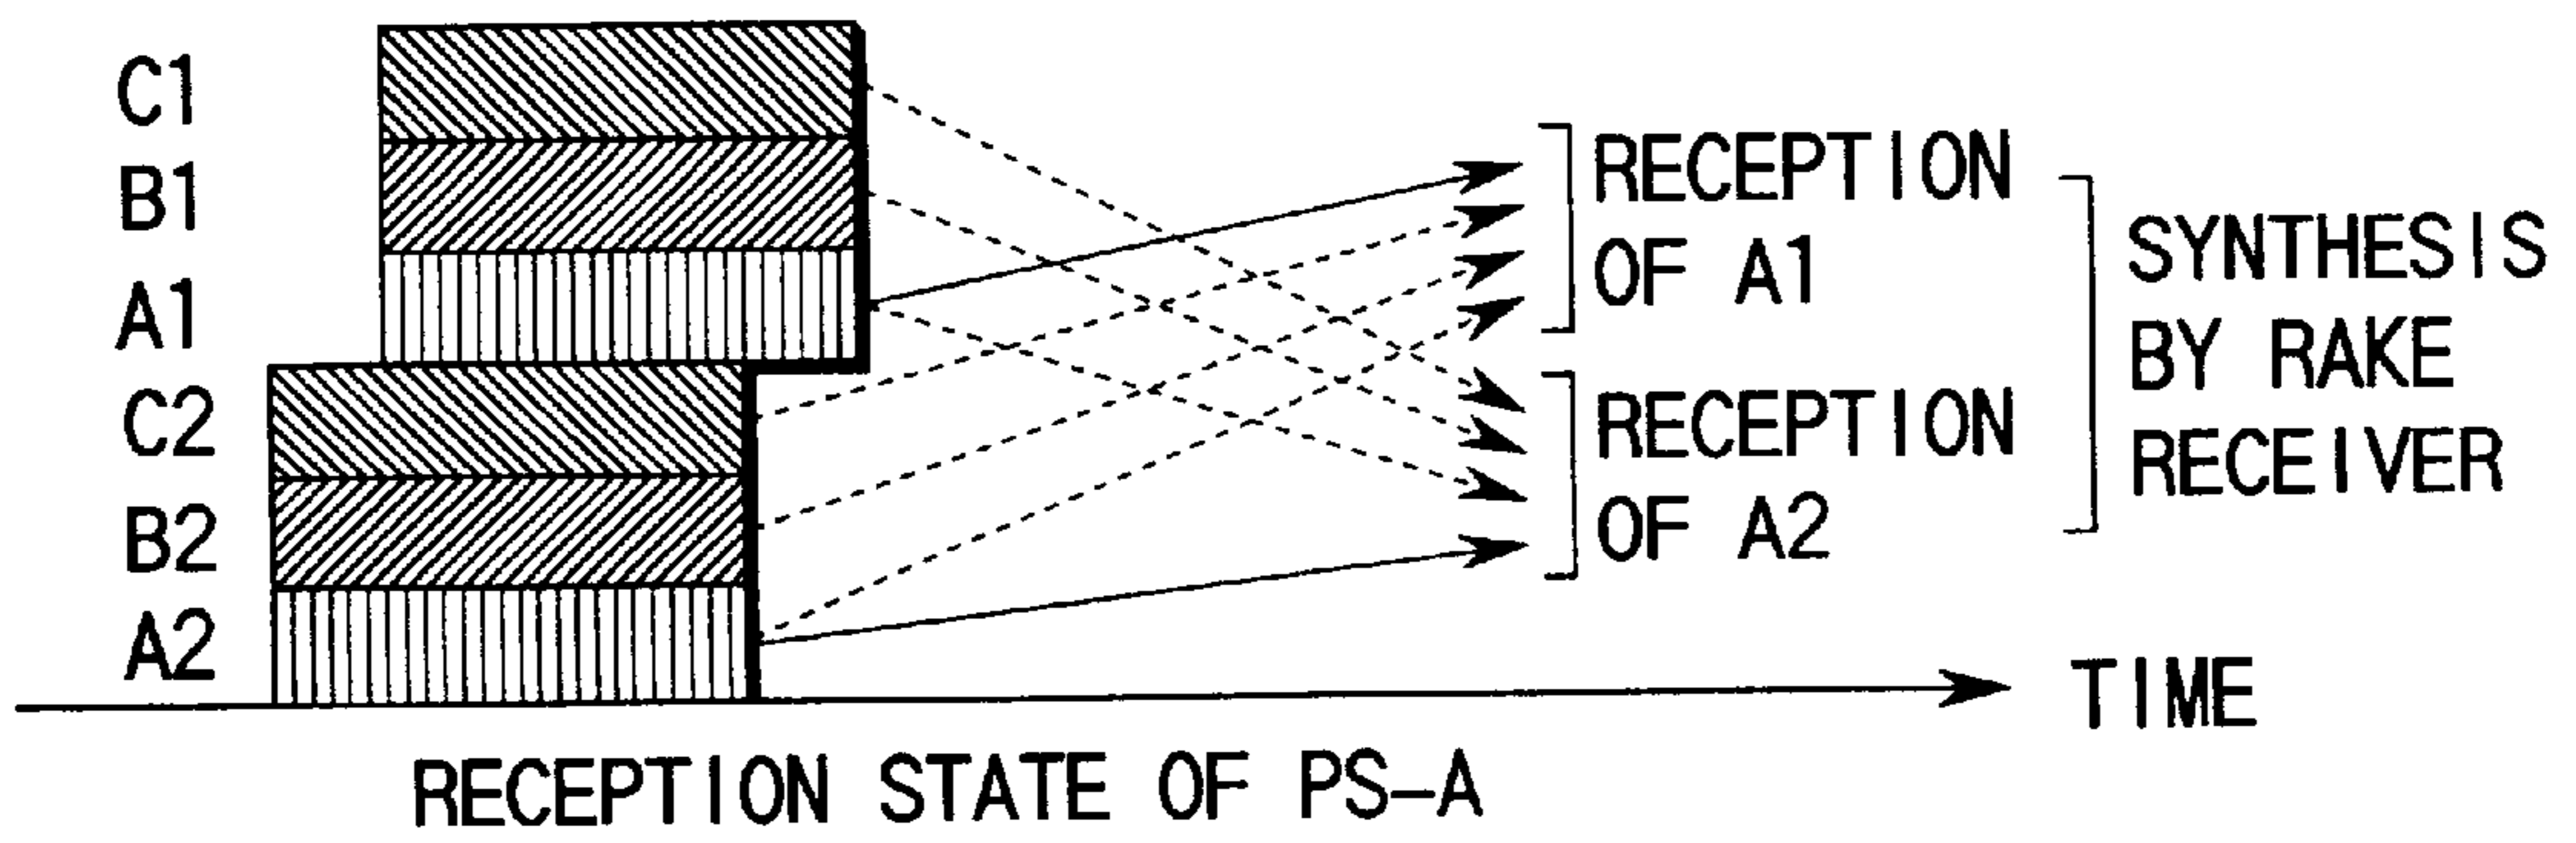 C1
B1
A1
C2
B2
A2
RECEPTION
OF A1
RECEPTION
OF A2
SYNTHESIS
BY RAKE
RECEIVER
TIME
RECEPTION STATE OF PS-A